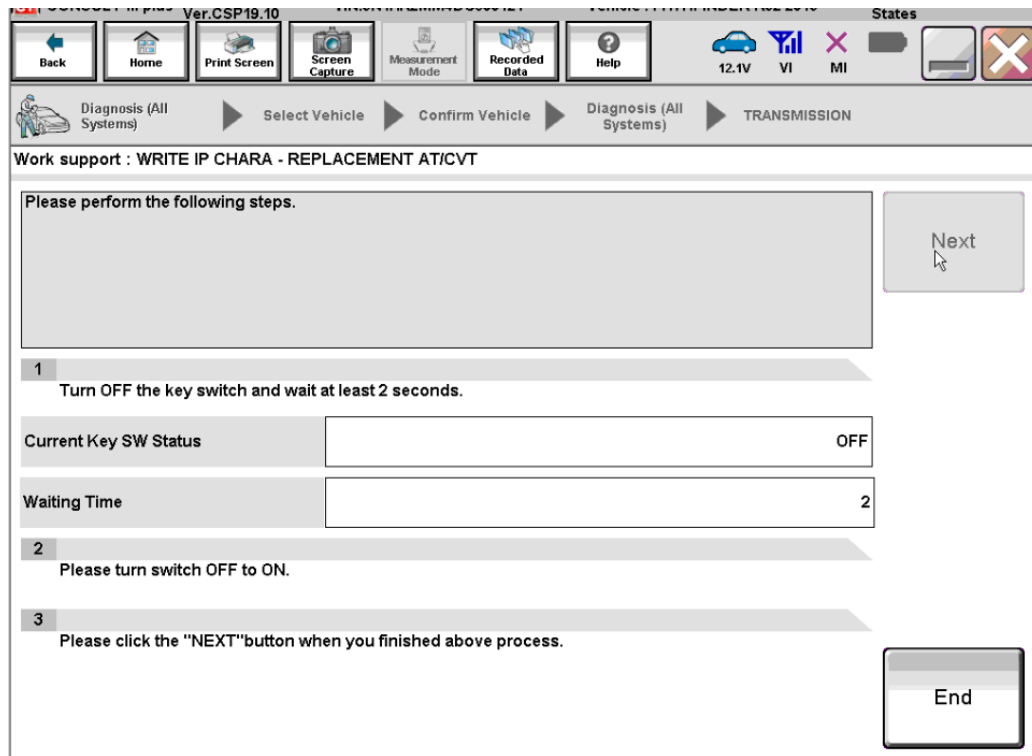 Ver.CSP19.10
States
Back
Home
Print Screen
Screen
Capture
Measurement
Mode
Recorded
Data
Help
12.1V
VI
MI
Diagnosis (All
Systems)
Select Vehicle
Confirm Vehicle
Diagnosis (All
Systems)
TRANSMISSION
Work support : WRITE IP CHARA - REPLACEMENT AT/CVT
Please perform the following steps.
Next
1
Turn OFF the key switch and wait at least 2 seconds.
Current Key SW Status
OFF
Waiting Time
2
2
Please turn switch OFF to ON.
3
Please click the "NEXT"button when you finished above process.
End